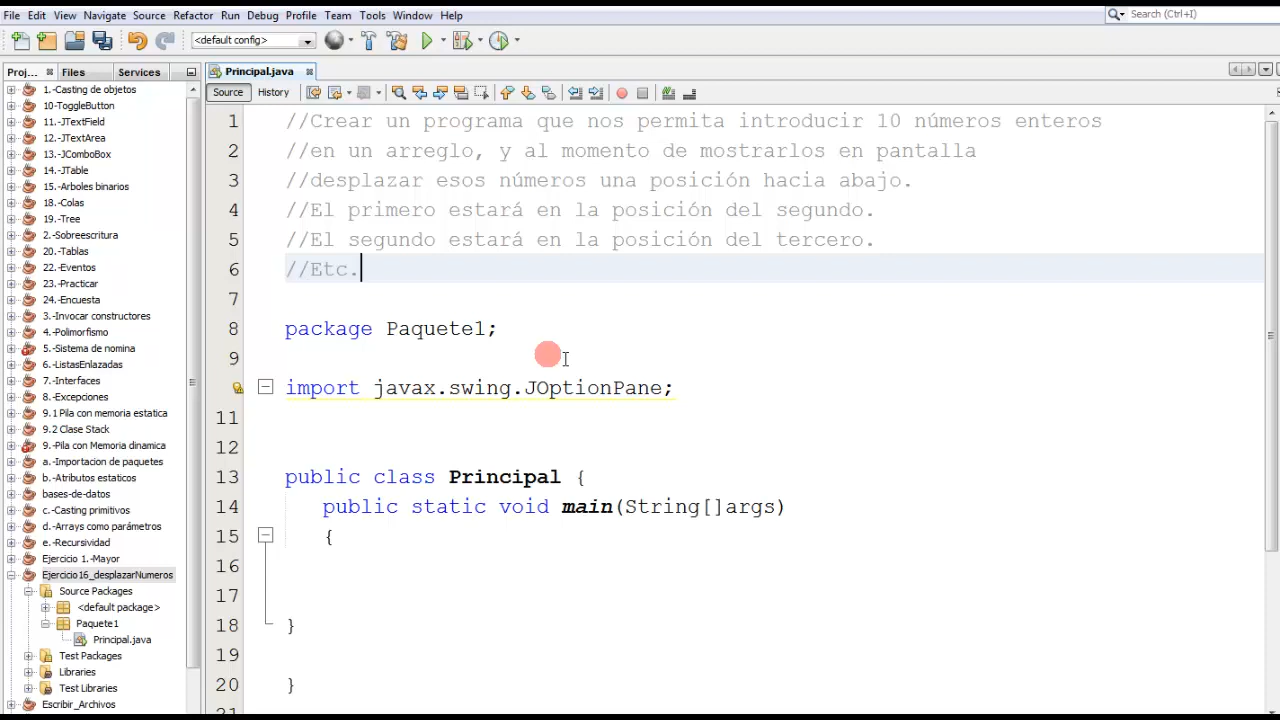 File Edit View Navigate Source Refactor Run Debug Profile Team Tools Window Help
Search (Ctrl+I)
<default config>
Proj... Files Services
Principal.java
Source History
1.-Casting de objetos
10-ToggleButton
11.-JTextField
12.-JTextArea
13.-JComboBox
14.-JTable
15.-Arboles binarios
18.-Colas
19.-Tree
2.-Sobreescritura
20.-Tablas
22.-Eventos
23.-Practicar
24.-Encuesta
3.-Invocar constructores
4.-Polimorfismo
5.-Sistema de nomina
6.-ListasEnlazadas
7.-Interfaces
8.-Excepciones
9.1 Pila con memoria estatica
9.2 Clase Stack
9.-Pila con Memoria dinamica
a.-Importacion de paquetes
b.-Atributos estaticos
bases-de-datos
c.-Casting primitivos
d.-Arrays como parámetros
e.-Recursividad
Ejercicio 1.-Mayor
Ejercicio16_desplazarNumeros
Source Packages
<default package>
Paquete1
Principal.java
Test Packages
Libraries
Test Libraries
Escribir_Archivos
1 //Crear un programa que nos permita introducir 10 números enteros
2 //en un arreglo, y al momento de mostrarlos en pantalla
3 //desplazar esos números una posición hacia abajo.
4 //El primero estará en la posición del segundo.
5 //El segundo estará en la posición del tercero.
6 //Etc.
7
8 package Paquete1;
9
import javax.swing.JOptionPane;
11
12
13 public class Principal {
14 public static void main(String[]args)
15 {
16
17
18 }
19
20 }
21